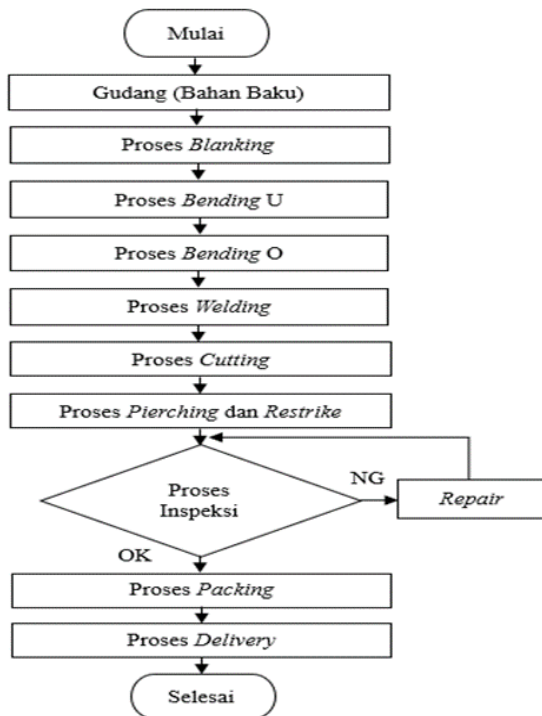 Mulai
Gudang (Bahan Baku)
Proses Blanking
Proses Bending U
Proses Bending O
Proses Welding
Proses Cutting
Proses Pierching dan Restrike
Proses
Inspeksi
NG
Repair
OK
Proses Packing
Proses Delivery
Selesai